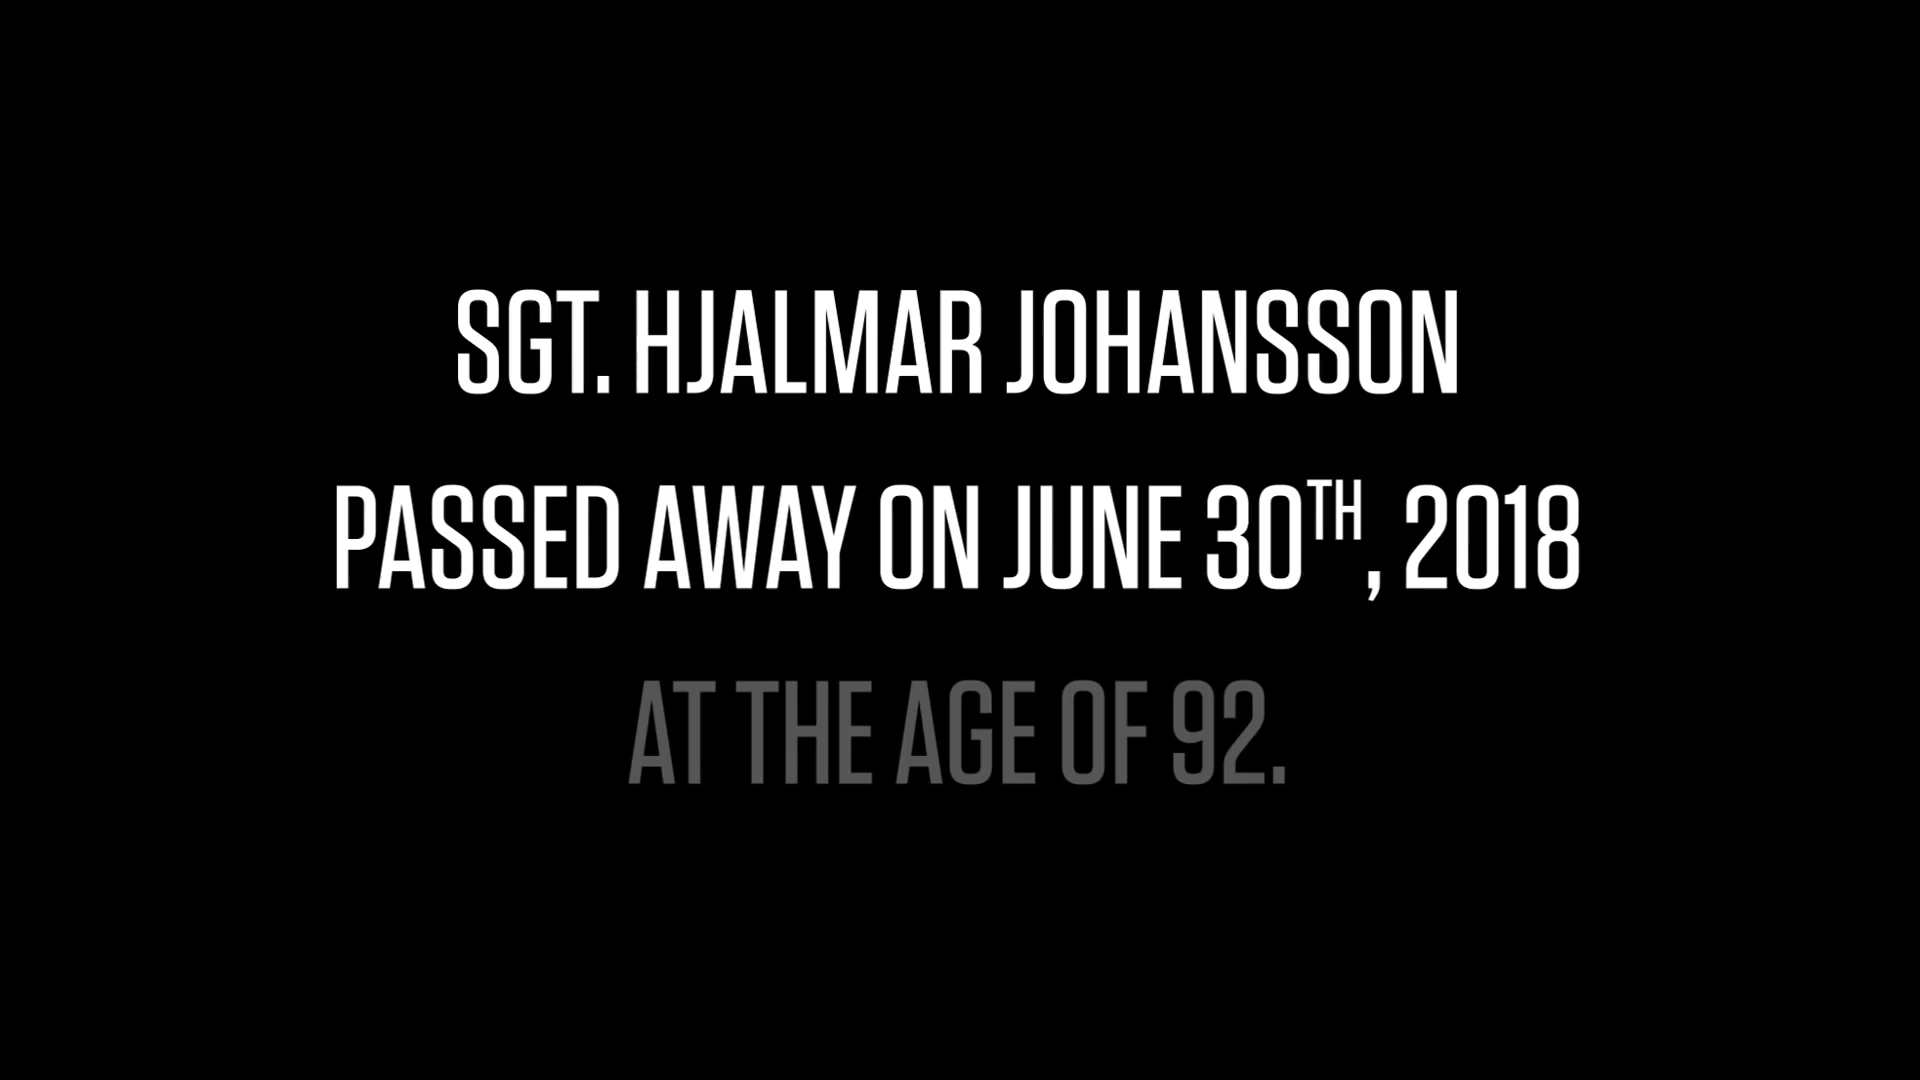 SGT. HJALMAR JOHANSSON
PASSED AWAY ON JUNE 30TH, 2018
AT THE AGE OF 92.